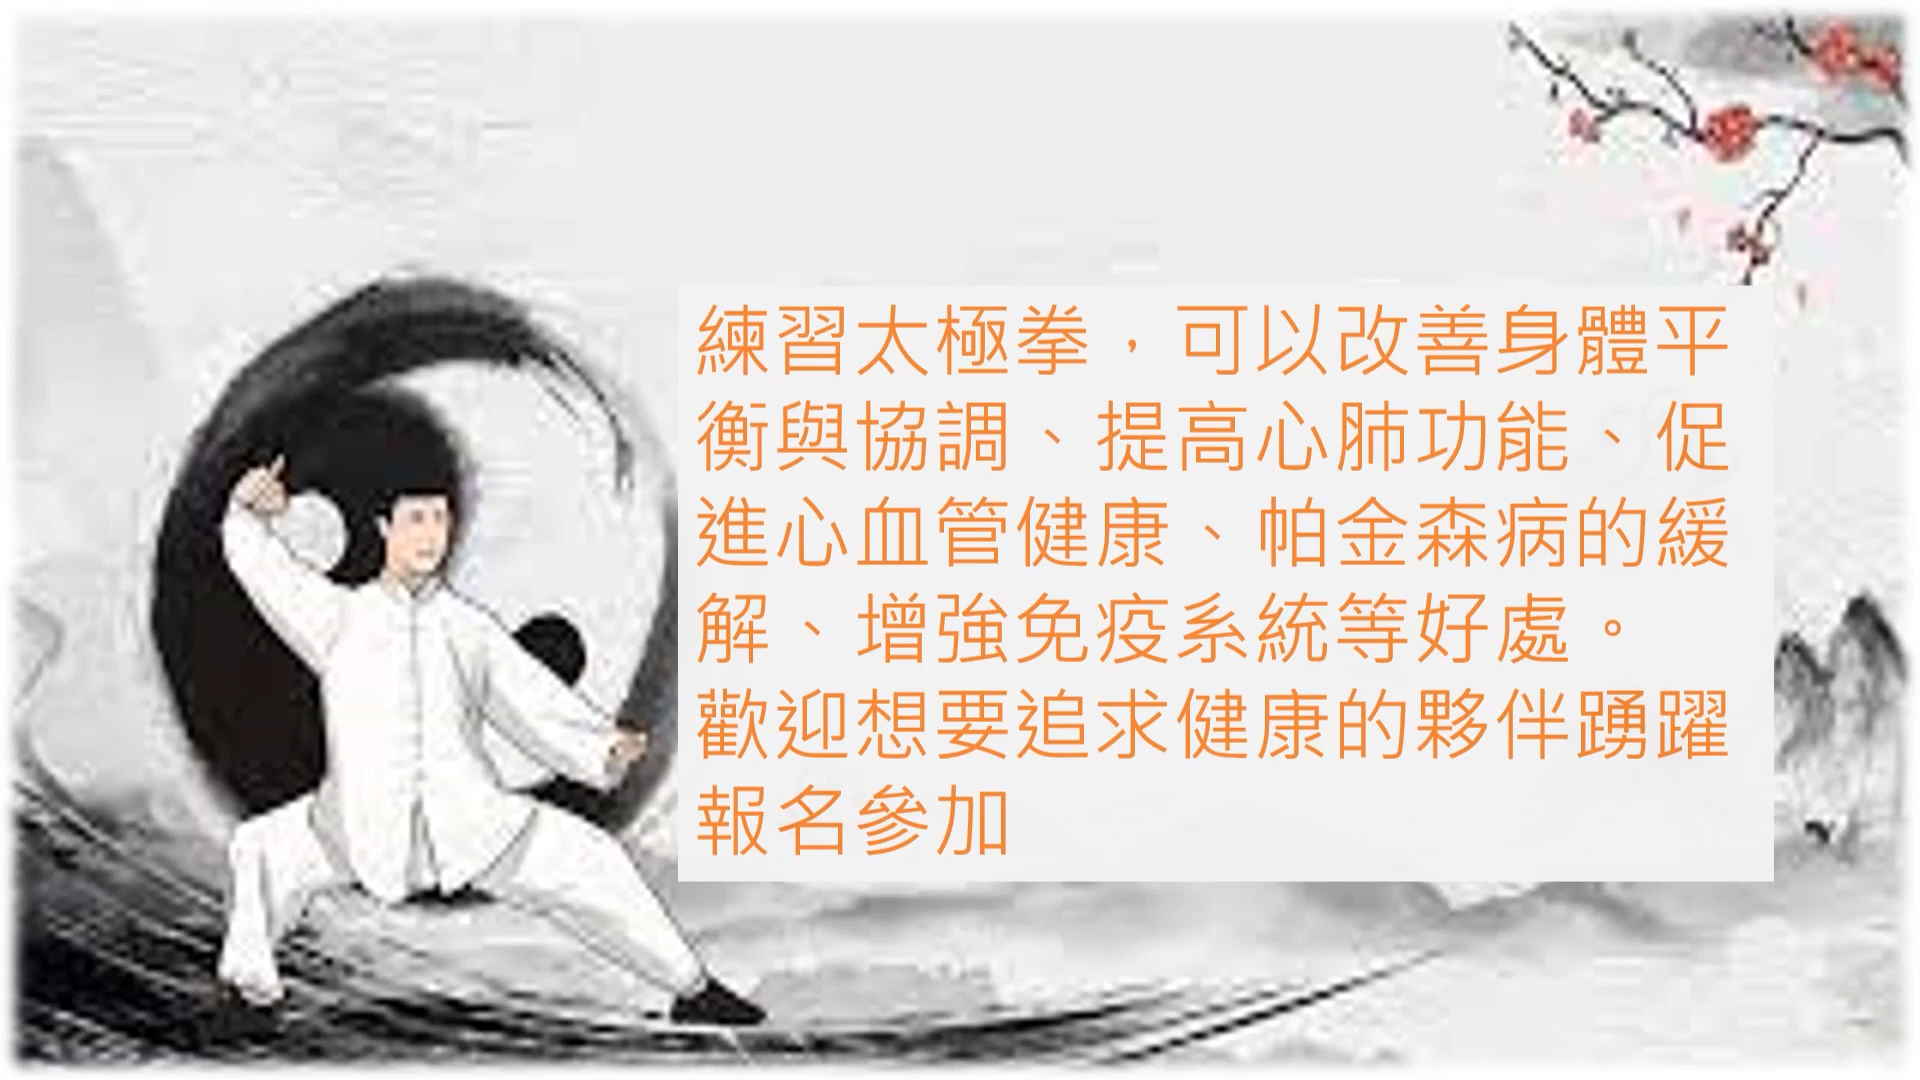 練習太極拳，可以改善身體平
衡與協調、提高心肺功能、促
進心血管健康、帕金森病的緩
解、增強免疫系統等好處。
歡迎想要追求健康的夥伴踴躍
報名參加